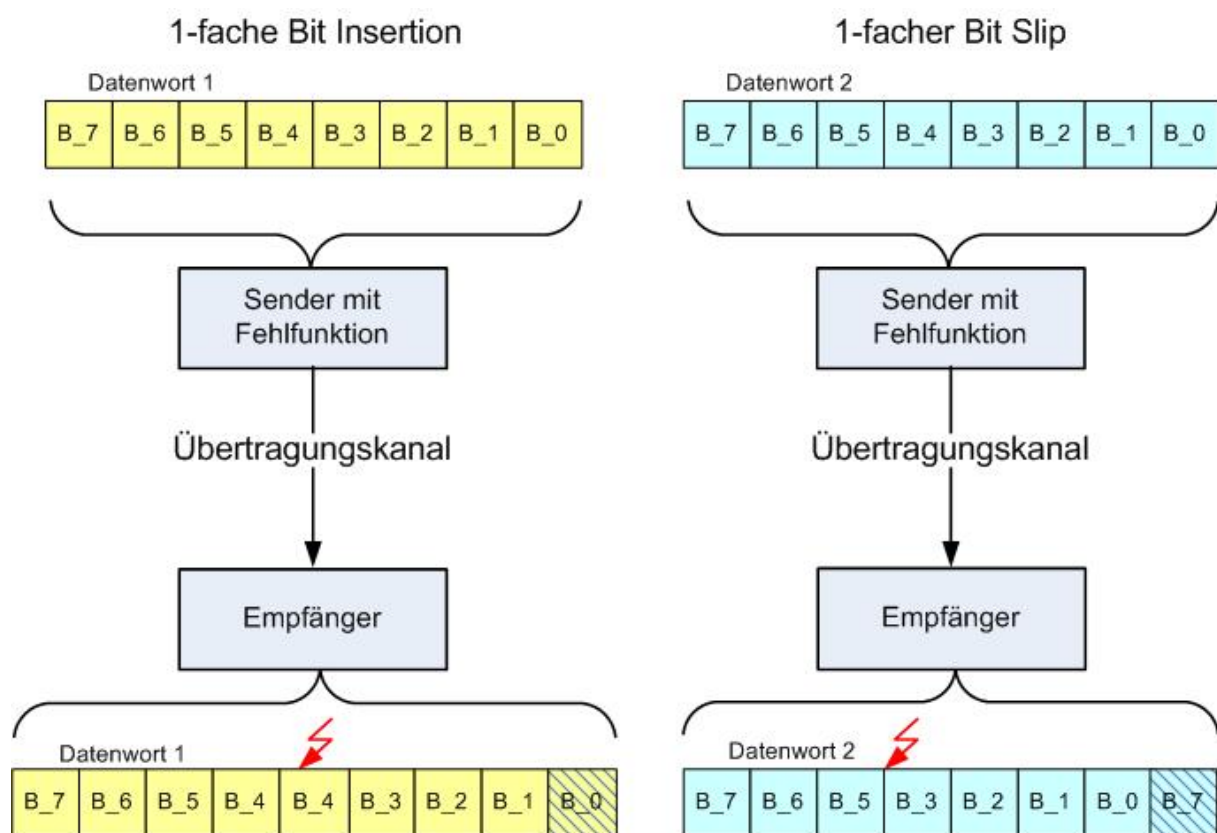 1-fache Bit Insertion
1-facher Bit Slip
Datenwort 1
Datenwort 2
B_7 B_6 B_5 B_4 B_3 B_2 B_1 B_0
B_7 B_6 B_5 B_4 B_3 B_2 B_1 B_0
Sender mit
Fehlfunktion
Sender mit
Fehlfunktion
Übertragungskanal
Übertragungskanal
Empfänger
Empfänger
Datenwort 1
Datenwort 2
B_7 B_6 B_5 B_4 B_4 B_3 B_2 B_1 B_0
B_7 B_6 B_5 B_3 B_2 B_1 B_0 B_7